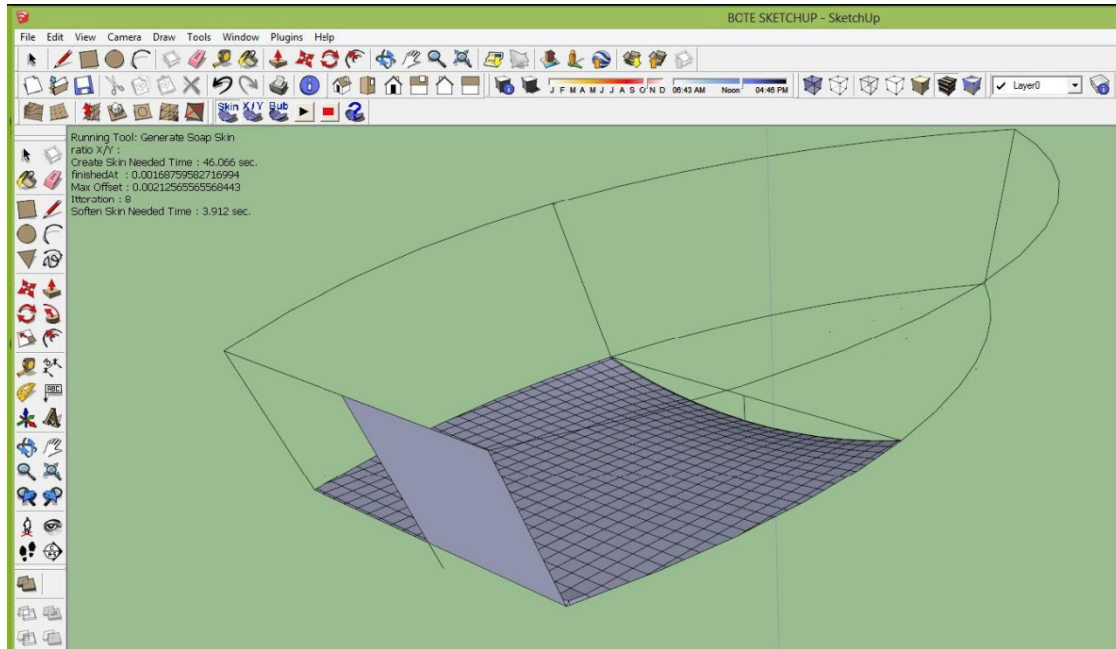 BOTE SKETCHUP - SketchUp
File Edit View Camera Draw Tools Window Plugins Help
J F M A M J J A S O N D 06:43 AM Noon 04:46 PM
Layer0
Skin X/Y Bub
Running Tool: Generate Soap Skin
ratio X/Y :
Create Skin Needed Time : 46.066 sec.
finishedAt : 0.00168759582716994
Max Offset : 0.00212565565568443
Itteration : 8
Soften Skin Needed Time : 3.912 sec.
ABC